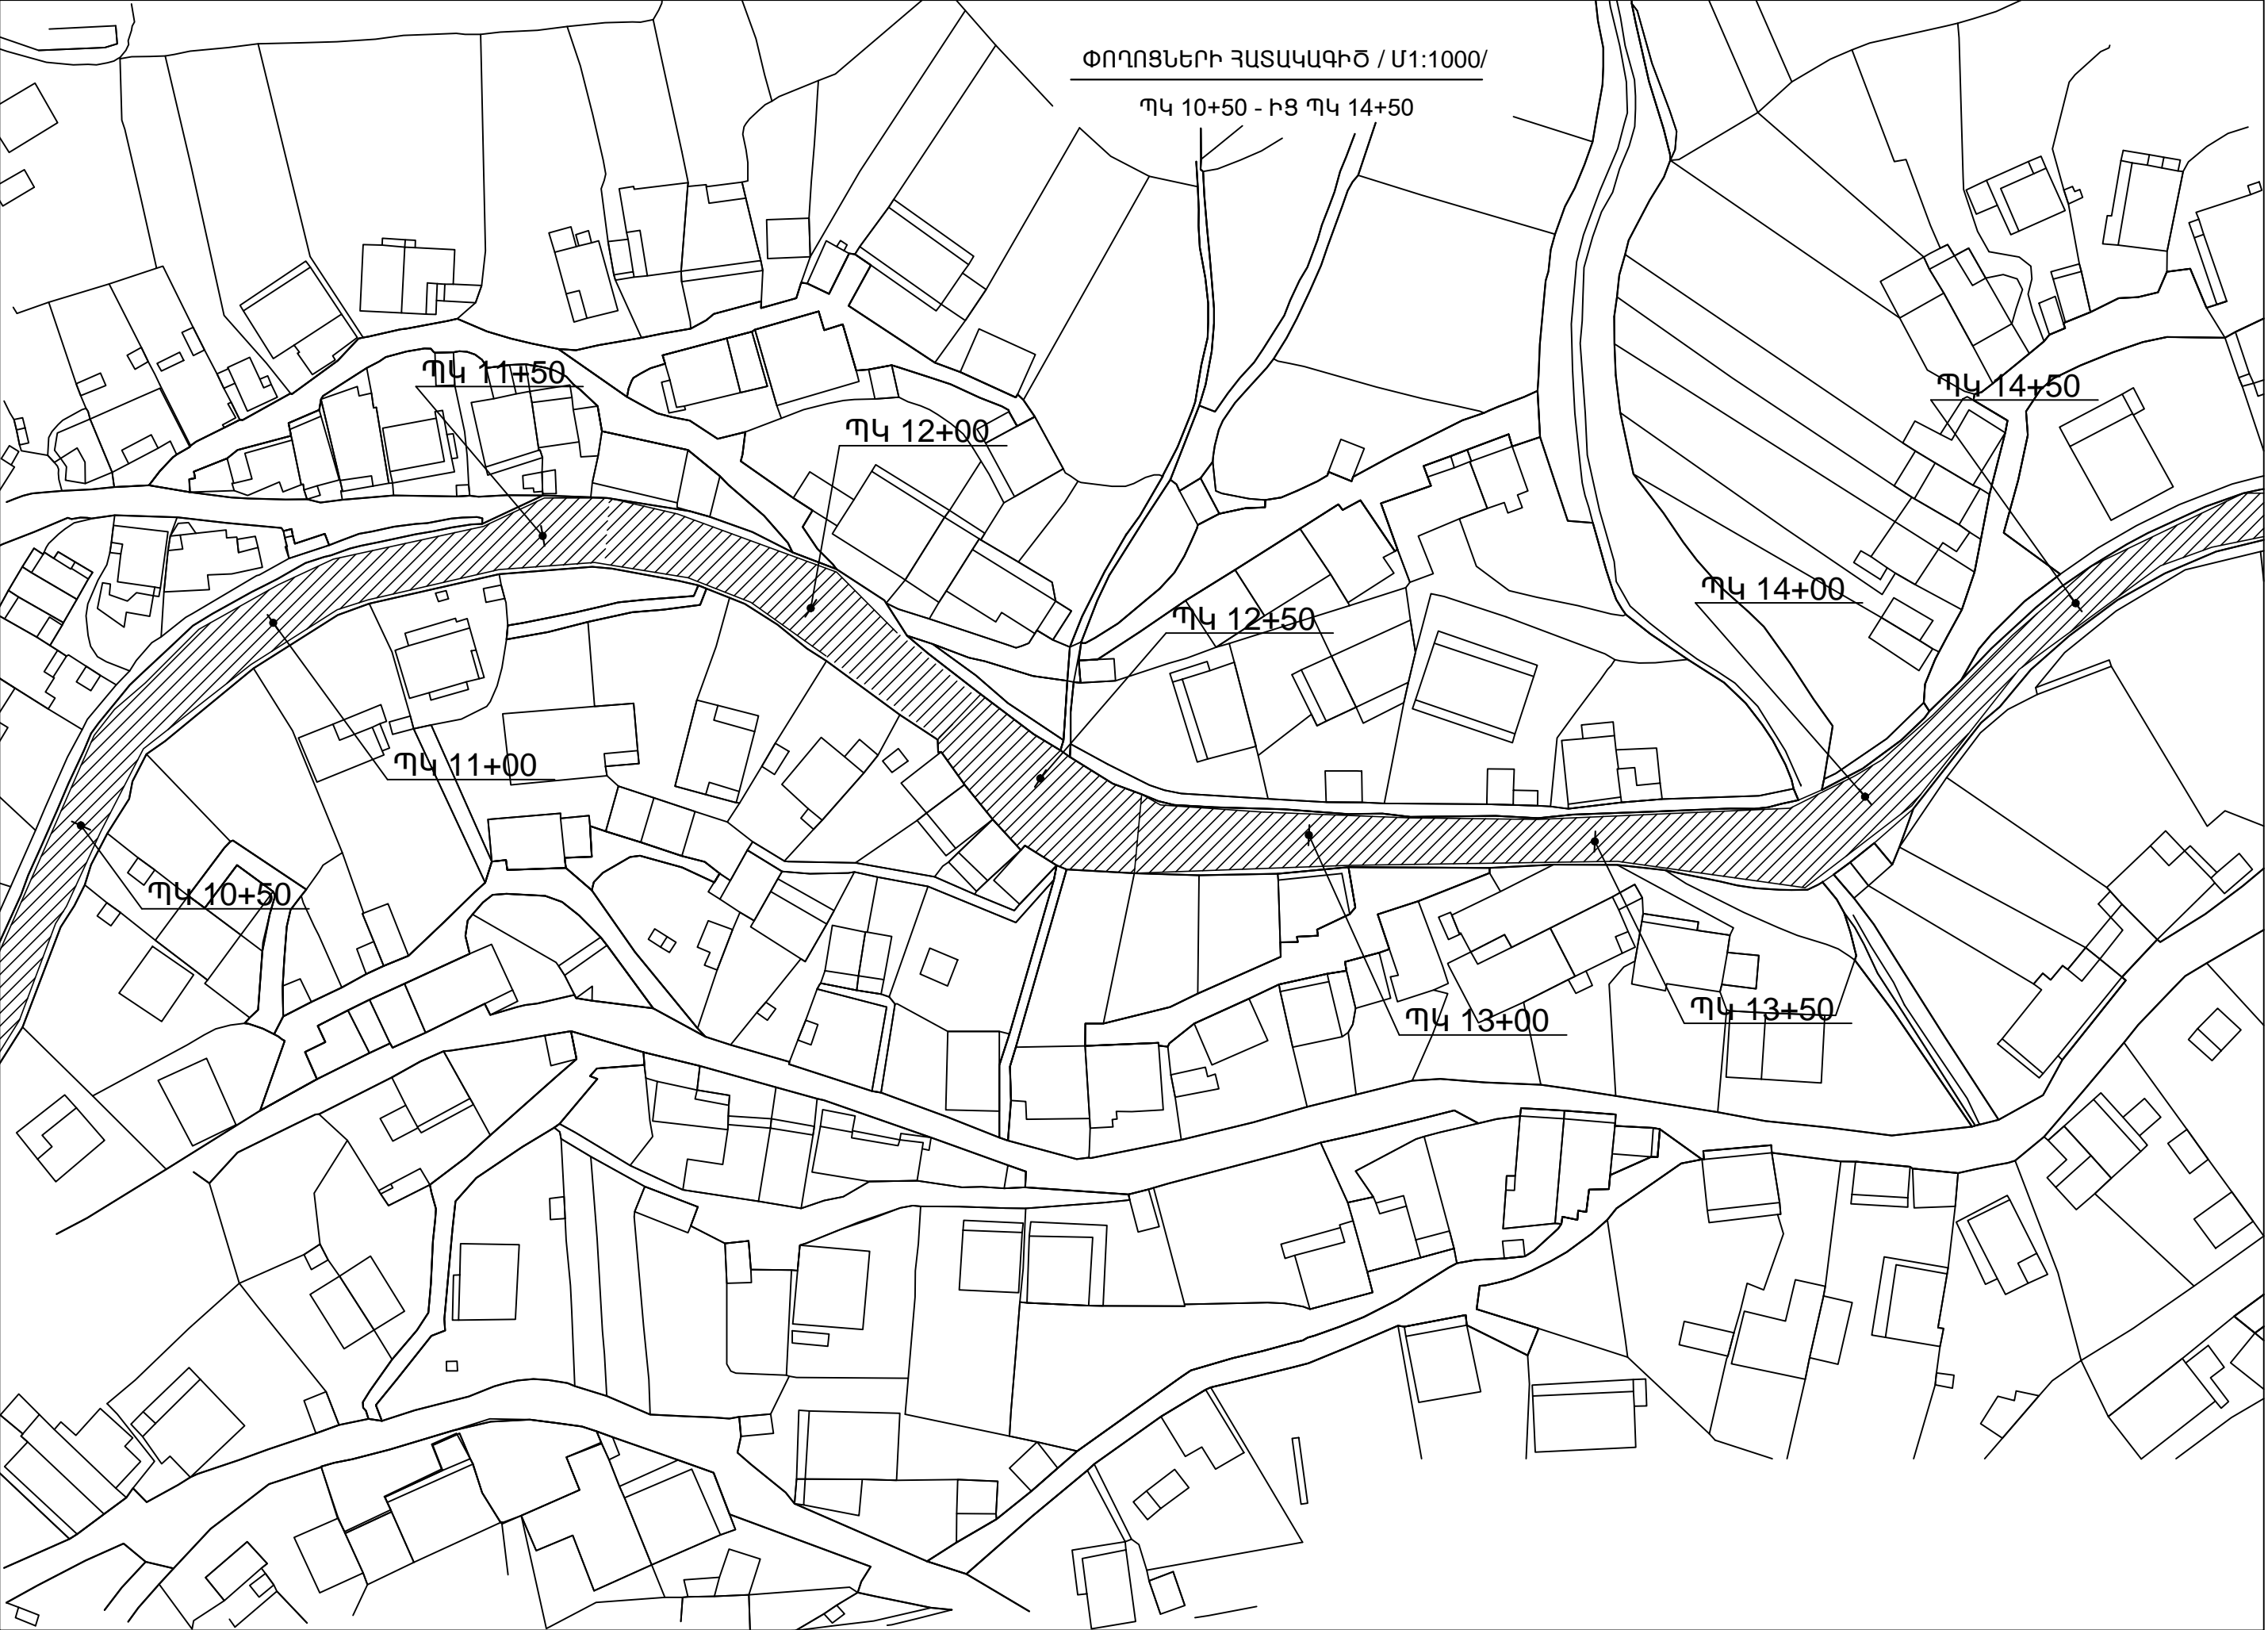 ՓՈՂՈՑՆԵՐԻ ՀԱՏԱԿԱԳԻԾ / Մ1:1000/
ՊԿ 10+50 - ԻՑ ՊԿ 14+50
ՊԿ 11+50
ՊԿ 14+50
ՊԿ 12+00
ՊԿ 14+00
ՊԿ 12+50
ՊԿ 11+00
ՊԿ 10+50
ՊԿ 13+50
ՊԿ 13+00